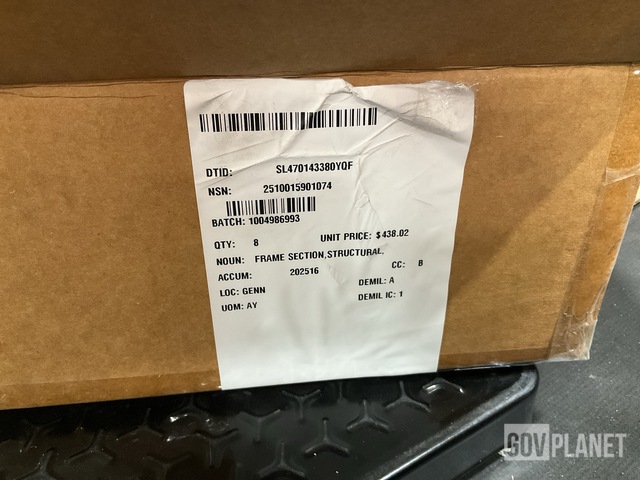 DTID: SL470143380YQF
NSN: 2510015901074
BATCH: 1004986993
QTY: 8 UNIT PRICE: $438.02
NOUN: FRAME SECTION,STRUCTURAL,
ACCUM: 202516 CC: B
LOC: GENN DEMIL: A
UOM: AY DEMIL IC: 1
GOVPLANET